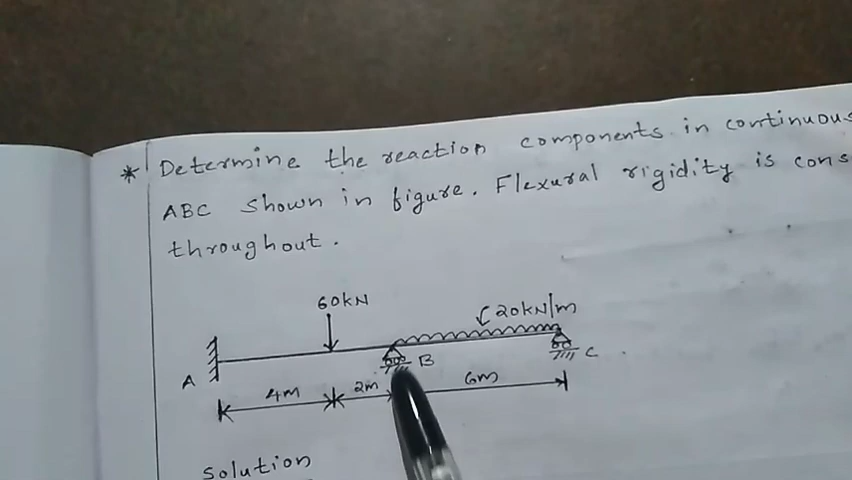 * Determine the reaction components in continuous
ABC shown in figure. Flexural rigidity is cons
throughout.
60kN
20kN/m
A
B
C
4m
2m
6m
Solution